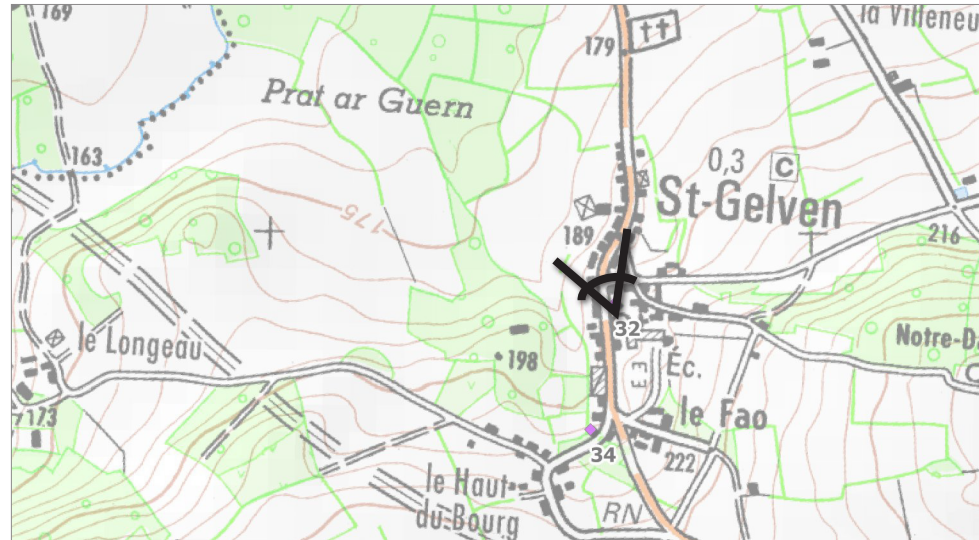 169
la Villeneu
179
Prat ar Guern
163
0,3
C
St-Gelven
175
189
216
32
Notre-Da
le Longeau
198
Éc.
173
le Fao
34
222
le Haut
du Bourg
RN